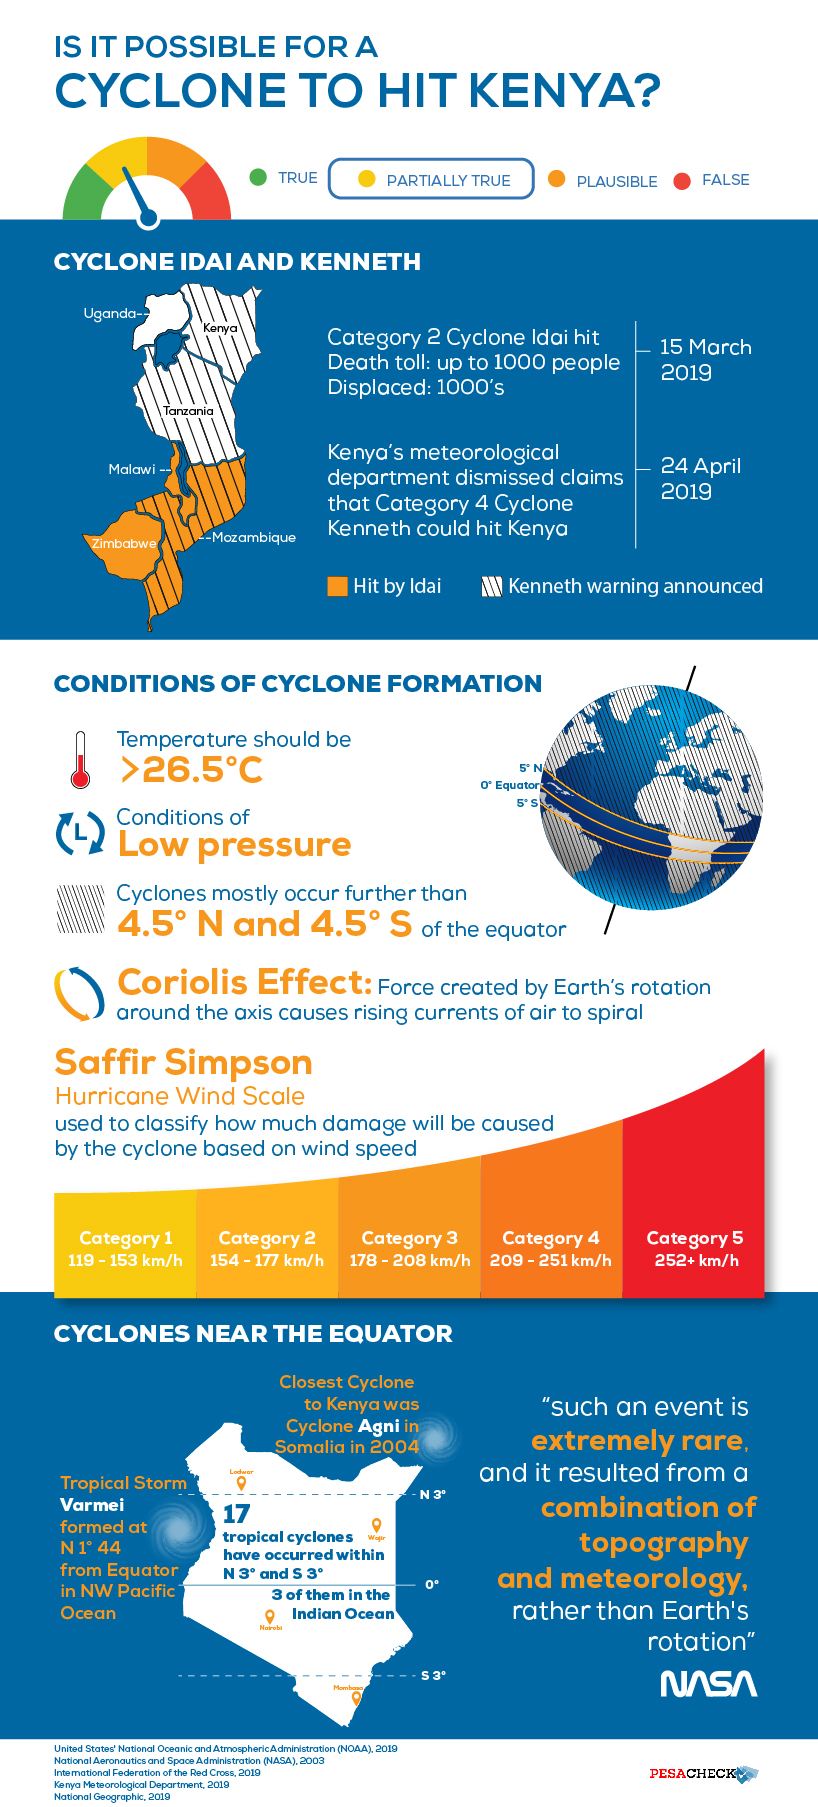 IS IT POSSIBLE FOR A
CYCLONE TO HIT KENYA?
TRUE
PARTIALLY TRUE
PLAUSIBLE
FALSE
CYCLONE IDAI AND KENNETH
Uganda--
Kenya
Tanzania
Malawi --
--Mozambique
Zimbabwe
Category 2 Cyclone Idai hit
Death toll: up to 1000 people
Displaced: 1000's
15 March
2019
Kenya's meteorological
department dismissed claims
that Category 4 Cyclone
Kenneth could hit Kenya
24 April
2019
Hit by Idai
Kenneth warning announced
CONDITIONS OF CYCLONE FORMATION
Temperature should be
>26.5°C
L
Conditions of
Low pressure
Cyclones mostly occur further than
4.5° N and 4.5° S of the equator
5° N
0° Equator
5° S
Coriolis Effect: Force created by Earth's rotation
around the axis causes rising currents of air to spiral
Saffir Simpson
Hurricane Wind Scale
used to classify how much damage will be caused
by the cyclone based on wind speed
Category 1
119 - 153 km/h
Category 2
154 - 177 km/h
Category 3
178 - 208 km/h
Category 4
209 - 251 km/h
Category 5
252+ km/h
CYCLONES NEAR THE EQUATOR
Closest Cyclone
to Kenya was
Cyclone Agni in
Somalia in 2004
Tropical Storm
Varmei
formed at
N 1° 44
from Equator
in NW Pacific
Ocean
Lodwar
N 3°
17
tropical cyclones
have occurred within
N 3° and S 3°
Wajir
0°
3 of them in the
Indian Ocean
Nairobi
S 3°
Mombasa
"such an event is
extremely rare,
and it resulted from a
combination of
topography
and meteorology,
rather than Earth's
rotation"
NASA
United States' National Oceanic and Atmospheric Administration (NOAA), 2019
National Aeronautics and Space Administration (NASA), 2003
International Federation of the Red Cross, 2019
Kenya Meteorological Department, 2019
National Geographic, 2019
PESACHECK